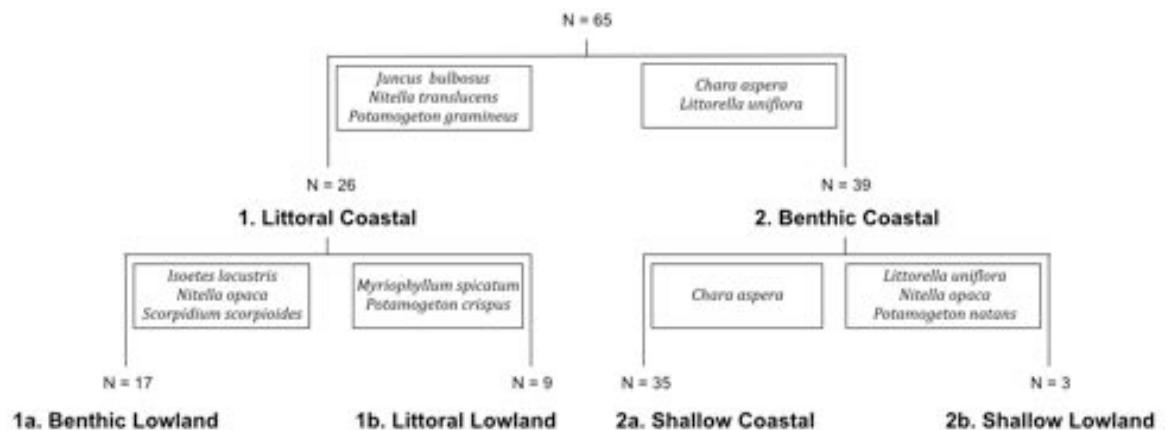 N = 65
Juncus bulbosus
Nitella translucens
Potamogeton gramineus
Chara aspera
Littorella uniflora
N = 26
N = 39
1. Littoral Coastal
2. Benthic Coastal
Isoetes lacustris
Nitella opaca
Scorpidium scorpioides
Myriophyllum spicatum
Potamogeton crispus
Chara aspera
Littorella uniflora
Nitella opaca
Potamogeton natans
N = 17
N = 9
N = 35
N = 3
1a. Benthic Lowland
1b. Littoral Lowland
2a. Shallow Coastal
2b. Shallow Lowland